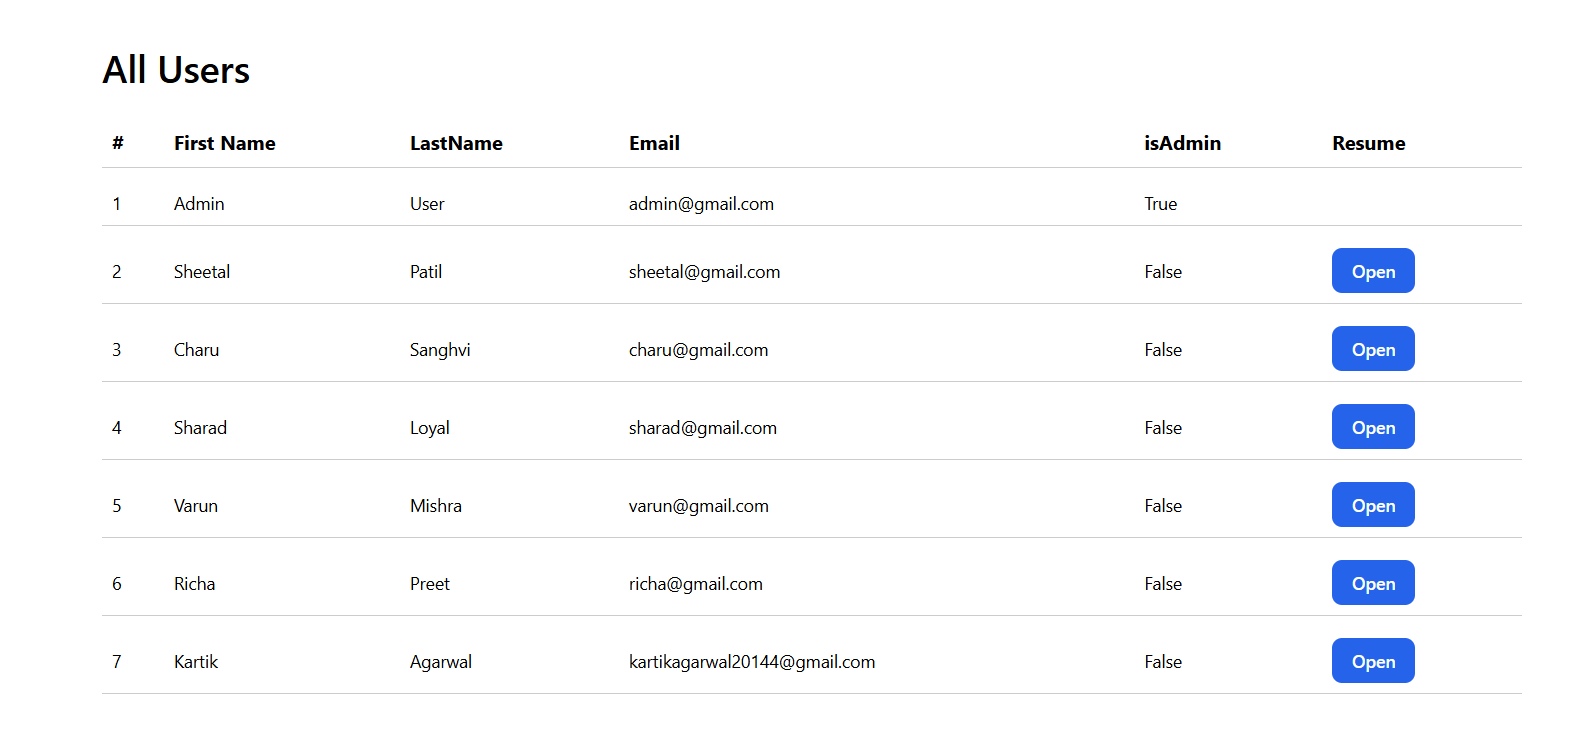 All Users
# First Name LastName Email isAdmin Resume
1 Admin User admin@gmail.com True
2 Sheetal Patil sheetal@gmail.com False Open
3 Charu Sanghvi charu@gmail.com False Open
4 Sharad Loyal sharad@gmail.com False Open
5 Varun Mishra varun@gmail.com False Open
6 Richa Preet richa@gmail.com False Open
7 Kartik Agarwal kartikagarwal20144@gmail.com False Open